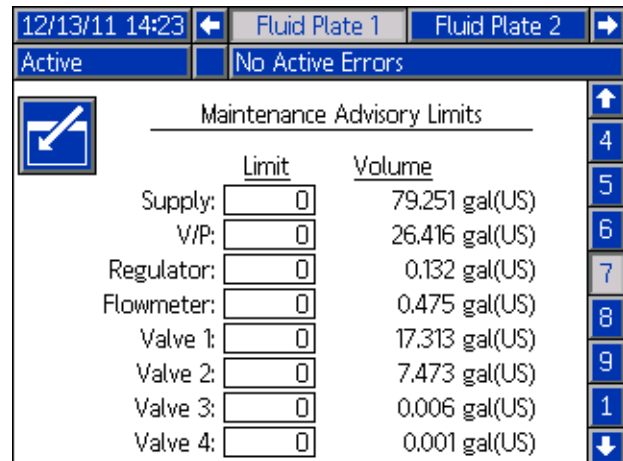 12/13/11 14:23 Fluid Plate 1 Fluid Plate 2
Active No Active Errors
Maintenance Advisory Limits
Limit Volume
Supply: 0 79.251 gal(US)
V/P: 0 26.416 gal(US)
Regulator: 0 0.132 gal(US)
Flowmeter: 0 0.475 gal(US)
Valve 1: 0 17.313 gal(US)
Valve 2: 0 7.473 gal(US)
Valve 3: 0 0.006 gal(US)
Valve 4: 0 0.001 gal(US)
4
5
6
7
8
9
1